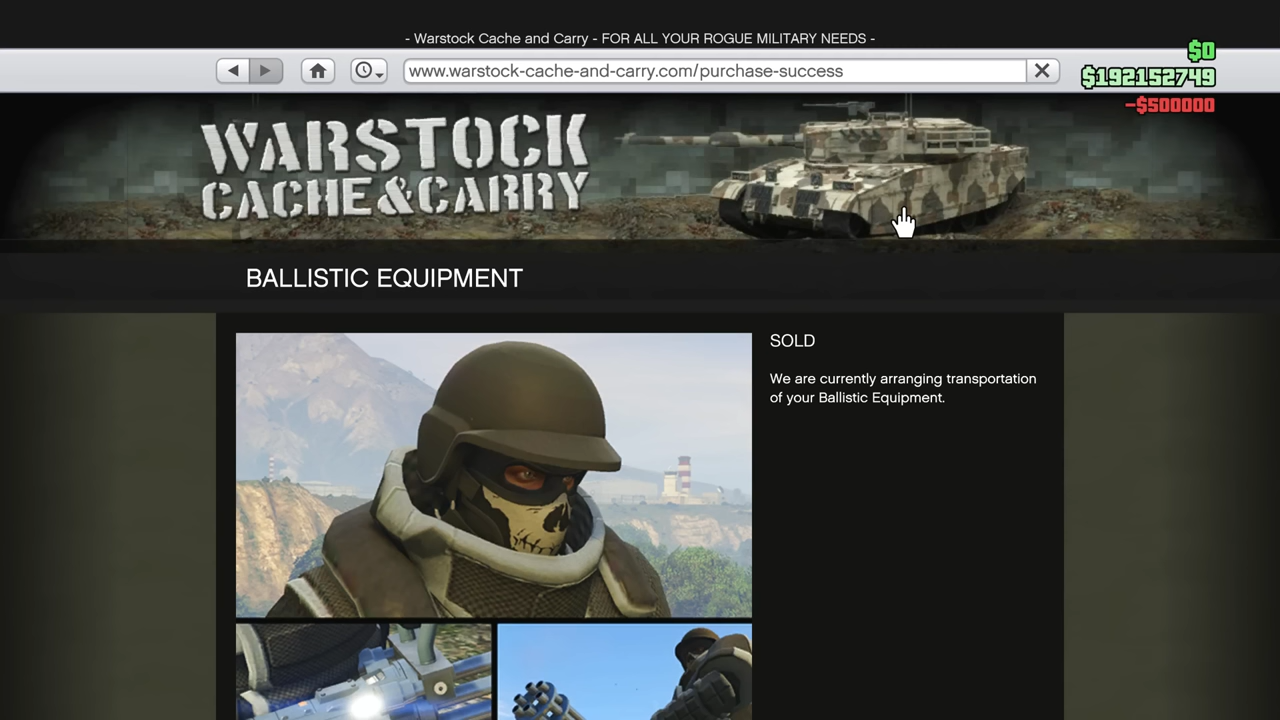 - Warstock Cache and Carry - FOR ALL YOUR ROGUE MILITARY NEEDS -
$0
www.warstock-cache-and-carry.com/purchase-success
$192152749
-$500000
WARSTOCK
CACHE&CARRY
BALLISTIC EQUIPMENT
SOLD
We are currently arranging transportation
of your Ballistic Equipment.